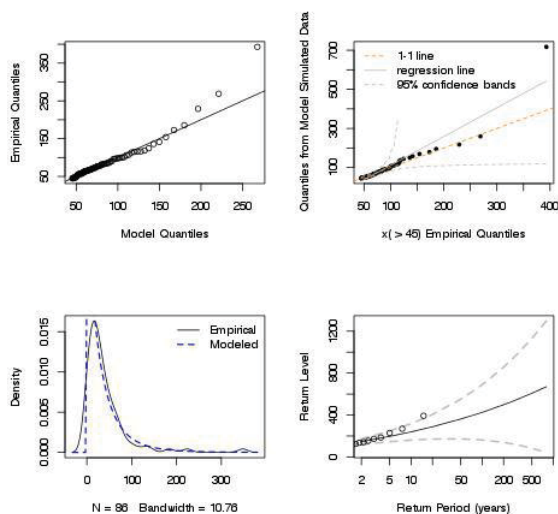 Empirical Quantiles
350
250
150
50
50 100 150 200 250
Model Quantiles
Quantiles from Model Simulated Data
700
500
300
100
1-1 line
regression line
95% confidence bands
50 100 200 300 400
x( > 45) Empirical Quantiles
Density
0.015
0.010
0.005
0.000
Empirical
Modeled
0 100 200 300
N = 86 Bandwidth = 10.76
Return Level
1200
800
400
0
2 5 10 20 50 100 200 500
Return Period (years)